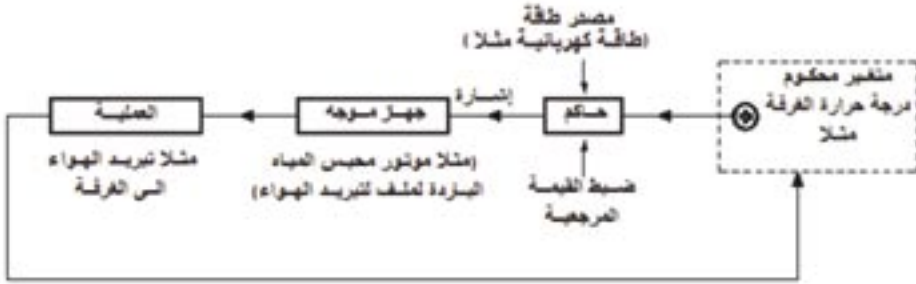 مصدر طاقة
(طاقة كهربائية مثلا )
متغير محكوم
درجة حرارة الغرفة
مثلا
حاكم
إشارة
جهاز موجه
العملية
ضبط القيمة
المرجعية
(مثلا موتور محبس المياه
الباردة لملف لتبريد الهواء)
مثلا تبريد الهواء
الى الغرفة